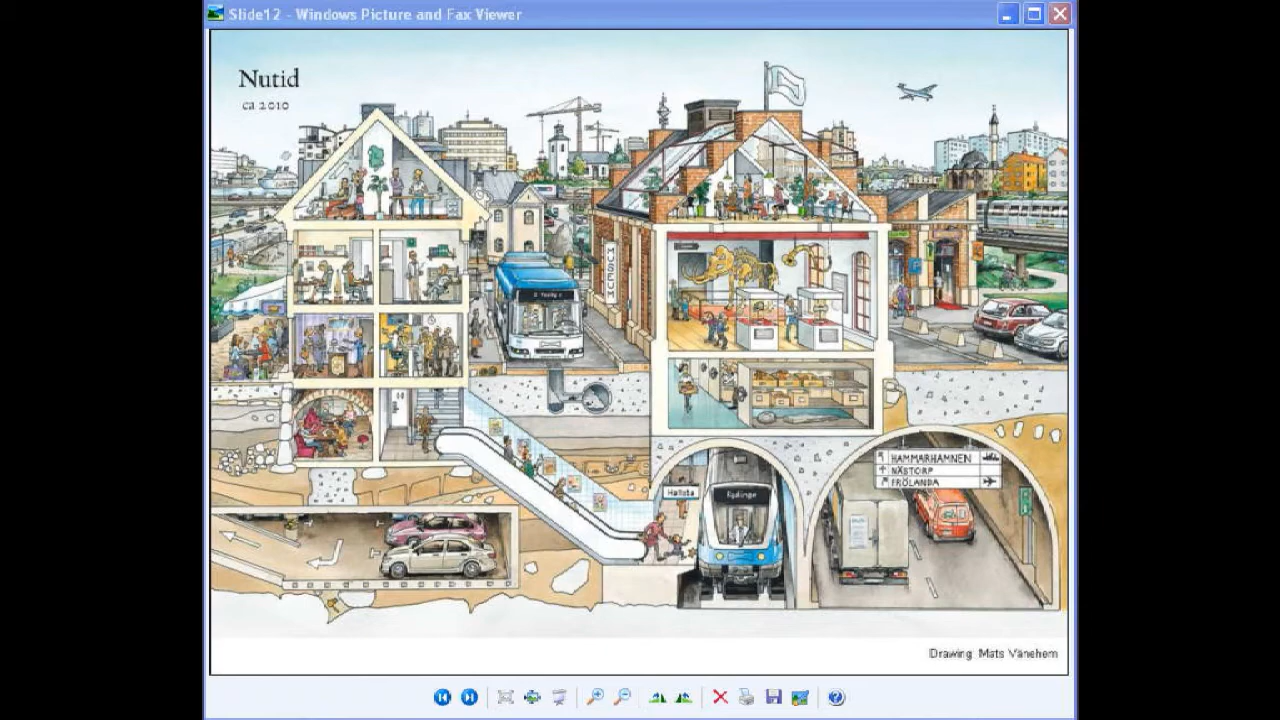 Slide12 - Windows Picture and Fax Viewer
Nutid
ca 2010
MUSEUM
HAMMARHAMNEN
NÄSTORP
FRÖLANDA
Hallsta
Drawing: Mats Vänehem